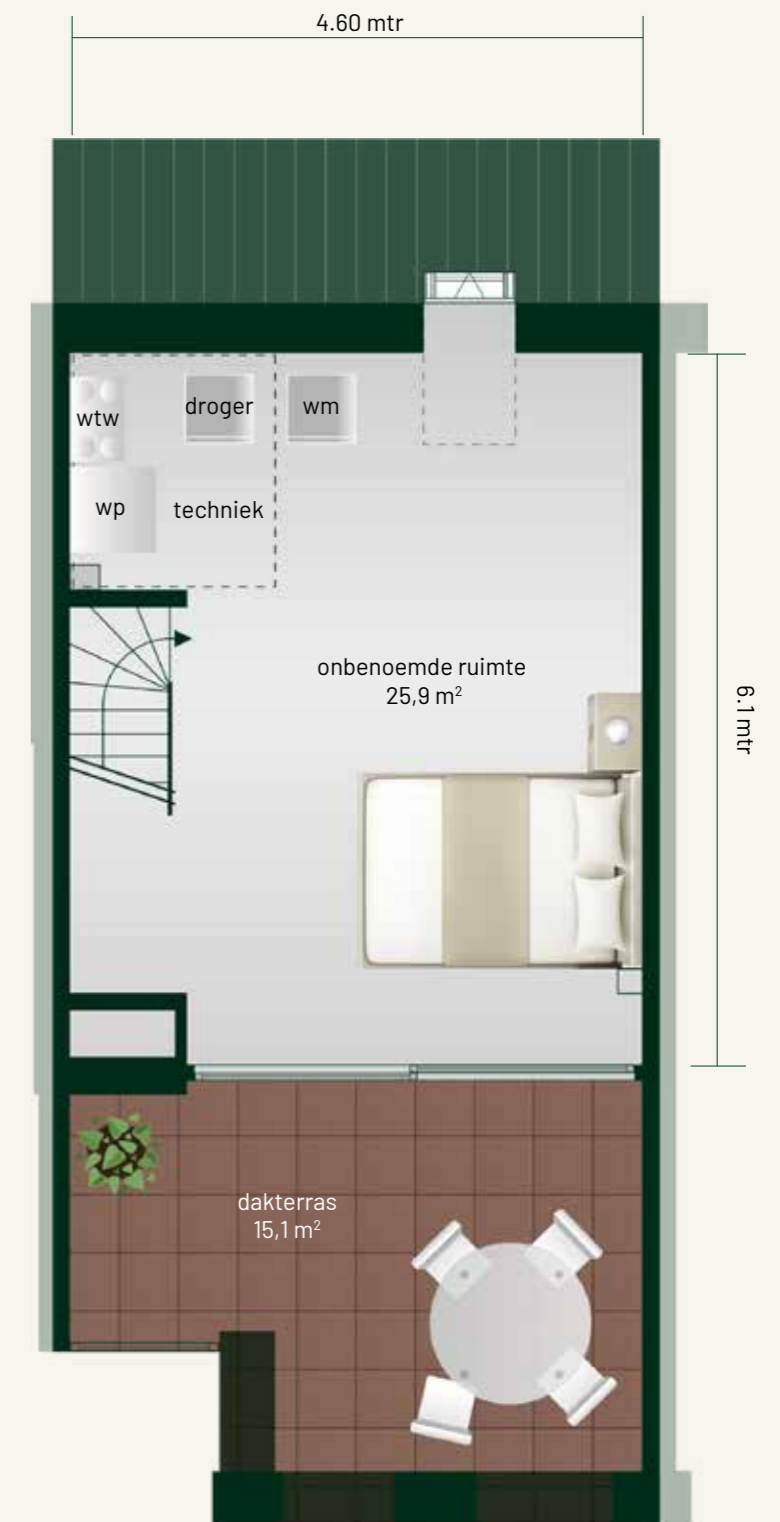 4.60 mtr
droger
wm
wtw
wp
techniek
onbenoemde ruimte
25,9 m²
6.1 mtr
dakterras
15,1 m²